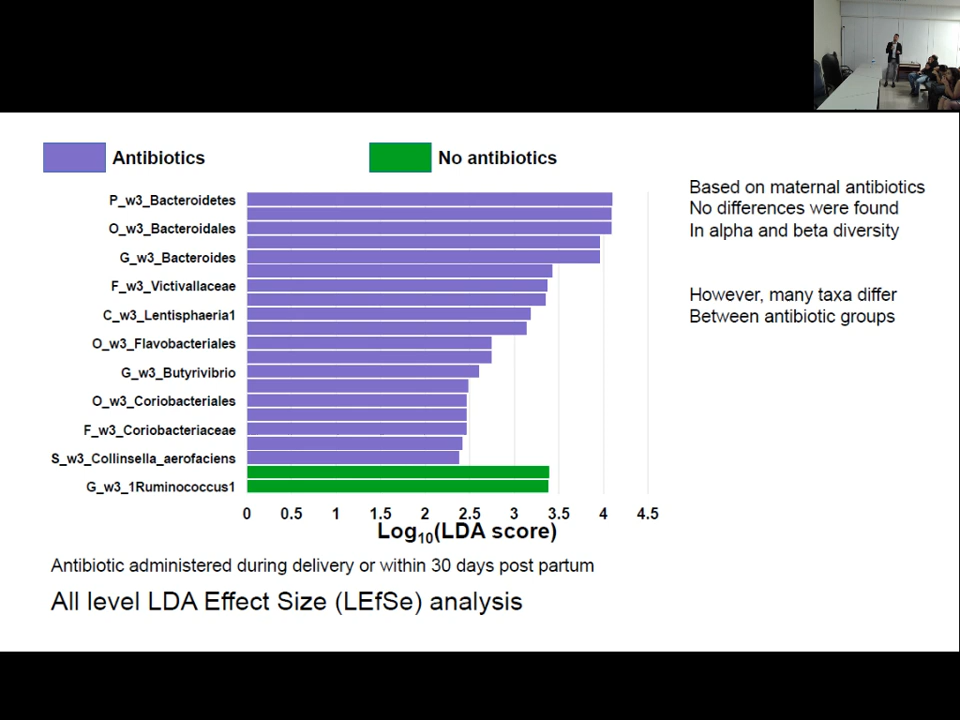 Antibiotics
No antibiotics
P_w3_Bacteroidetes
O_w3_Bacteroidales
G_w3_Bacteroides
F_w3_Victivallaceae
C_w3_Lentisphaeria1
O_w3_Flavobacteriales
G_w3_Butyrivibrio
O_w3_Coriobacteriales
F_w3_Coriobacteriaceae
S_w3_Collinsella_aerofaciens
G_w3_1Ruminococcus1
0 0.5 1 1.5 2 2.5 3 3.5 4 4.5
Log10(LDA score)
Based on maternal antibiotics
No differences were found
In alpha and beta diversity
However, many taxa differ
Between antibiotic groups
Antibiotic administered during delivery or within 30 days post partum
All level LDA Effect Size (LEfSe) analysis